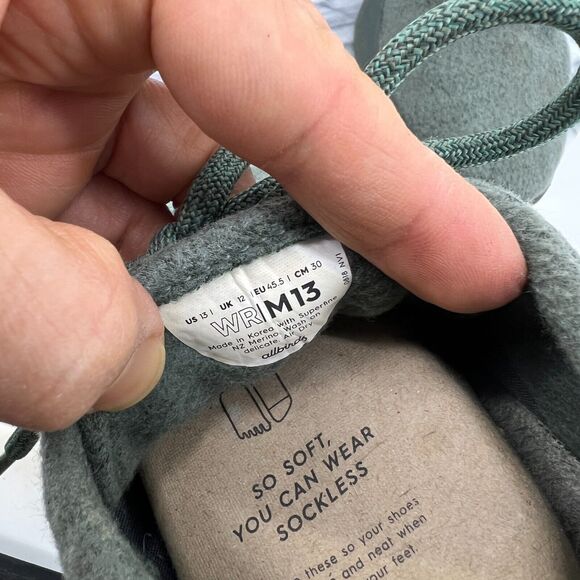 US 13 | UK 12 | EU 45.5 | CM 30
WR|M13
Made in Korea with Superfine
NZ Merino. Wash on
delicate. Air Dry
allbirds
SO SOFT,
YOU CAN WEAR
SOCKLESS
these so your shoes
and neat when
your feet.